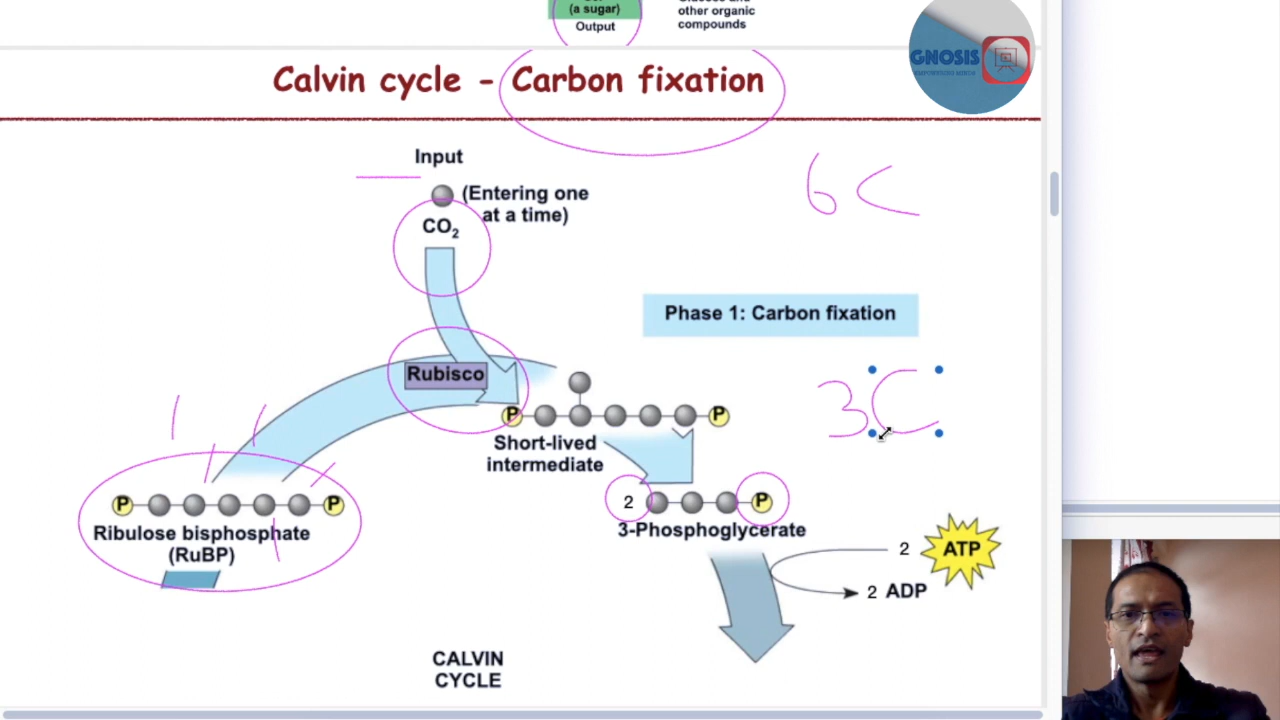 (a sugar)
Output
other organic
compounds
GNOSIS
Calvin cycle - Carbon fixation
Input
(Entering one
at a time)
CO₂
6C
Phase 1: Carbon fixation
Rubisco
3C
P
P
Short-lived
intermediate
P
P
2
P
Ribulose bisphosphate
(RuBP)
3-Phosphoglycerate
2 ATP
2 ADP
CALVIN
CYCLE